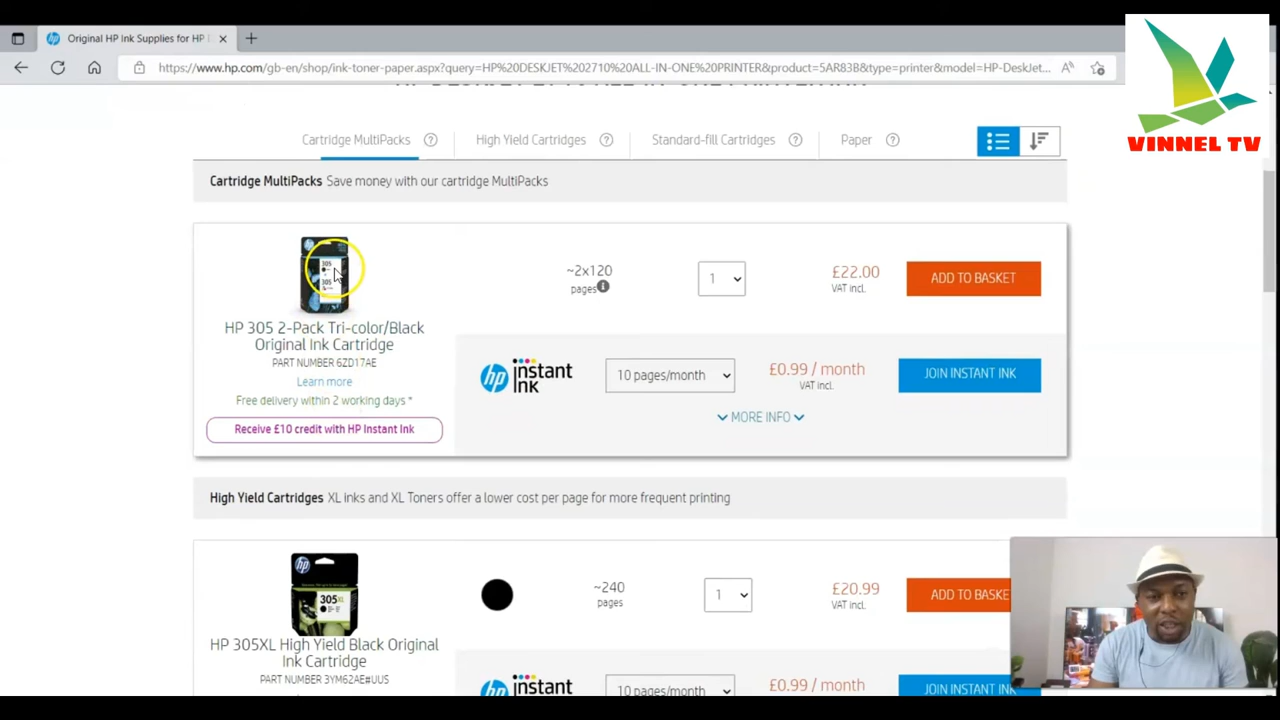 Original HP Ink Supplies for HP
https://www.hp.com/gb-en/shop/ink-toner-paper.aspx?query=HP%20DESKJET%202710%20ALL-IN-ONE%20PRINTER&product=5AR83B&type=printer&model=HP-DeskJet...
VINNEL TV
Cartridge MultiPacks ? High Yield Cartridges ? Standard-fill Cartridges ? Paper ?
Cartridge MultiPacks Save money with our cartridge MultiPacks
305
305
~2x120
pages
1
£22.00
VAT incl.
ADD TO BASKET
HP 305 2-Pack Tri-color/Black
Original Ink Cartridge
PART NUMBER 6ZD17AE
Learn more
Free delivery within 2 working days *
Receive £10 credit with HP Instant Ink
hp instant
ink
10 pages/month
£0.99 / month
VAT incl.
JOIN INSTANT INK
MORE INFO
High Yield Cartridges XL inks and XL Toners offer a lower cost per page for more frequent printing
hp
305XL
~240
pages
1
£20.99
VAT incl.
ADD TO BASKE
HP 305XL High Yield Black Original
Ink Cartridge
PART NUMBER 3YM62AE#UUS
hp instant
10 pages/month
£0.99 / month
JOIN INSTANT INK